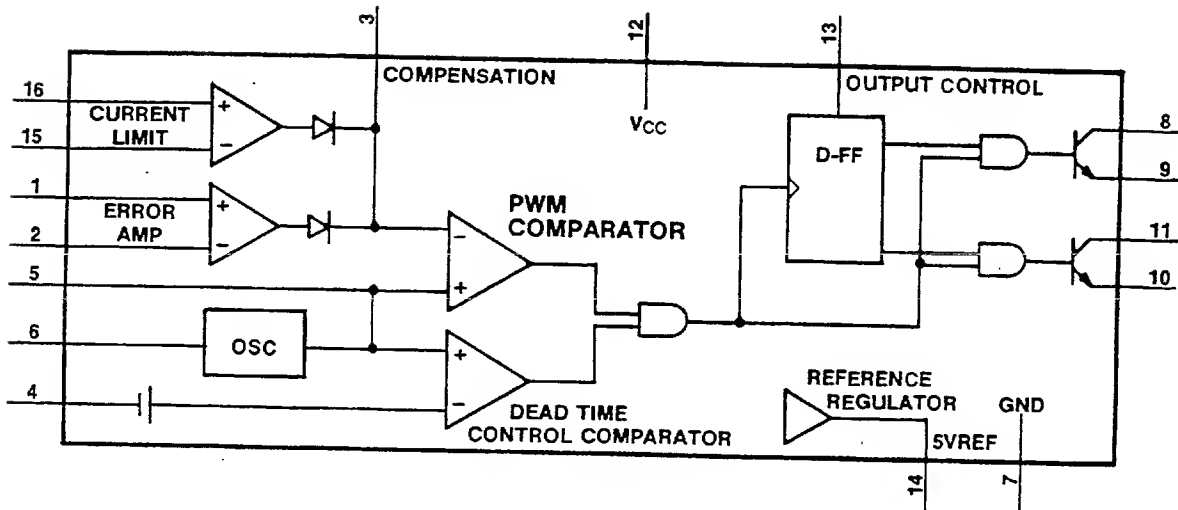 3
12
13
COMPENSATION
OUTPUT CONTROL
16
+
CURRENT
LIMIT
15
−
VCC
D-FF
8
9
1
+
ERROR
AMP
2
−
PWM
COMPARATOR
−
+
11
10
5
6
OSC
+
−
4
DEAD TIME
CONTROL COMPARATOR
REFERENCE
REGULATOR
GND
5VREF
14
7